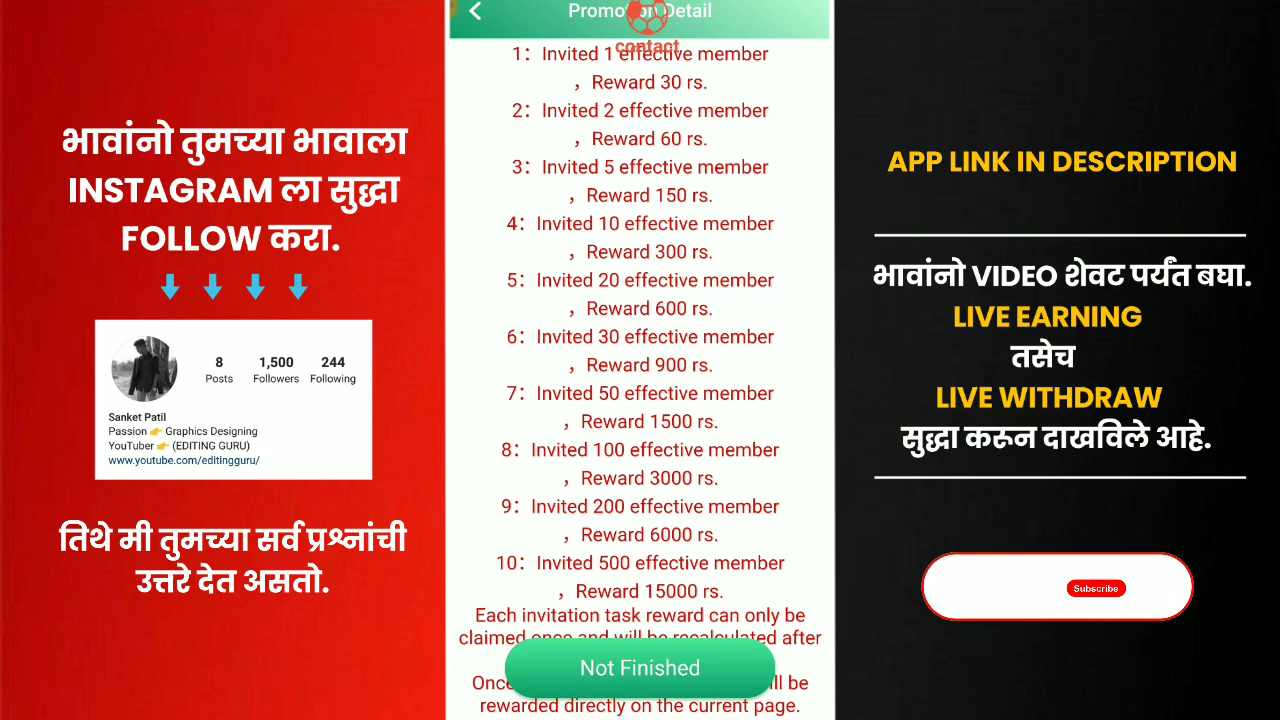 भावांनो तुमच्या भावाला
INSTAGRAM ला सुद्धा
FOLLOW करा.
8 1,500 244
Posts Followers Following
Sanket Patil
Passion 👉 Graphics Designing
YouTuber 👉 (EDITING GURU)
www.youtube.com/editingguru/
तिथे मी तुमच्या सर्व प्रश्नांची
उत्तरे देत असतो.
Promotion Detail
contact
1：Invited 1 effective member
，Reward 30 rs.
2：Invited 2 effective member
，Reward 60 rs.
3：Invited 5 effective member
，Reward 150 rs.
4：Invited 10 effective member
，Reward 300 rs.
5：Invited 20 effective member
，Reward 600 rs.
6：Invited 30 effective member
，Reward 900 rs.
7：Invited 50 effective member
，Reward 1500 rs.
8：Invited 100 effective member
，Reward 3000 rs.
9：Invited 200 effective member
，Reward 6000 rs.
10：Invited 500 effective member
，Reward 15000 rs.
Each invitation task reward can only be
claimed once and will be recalculated after
Not Finished
Once be
rewarded directly on the current page.
APP LINK IN DESCRIPTION
भावांनो VIDEO शेवट पर्यंत बघा.
LIVE EARNING
तसेच
LIVE WITHDRAW
सुद्धा करून दाखविले आहे.
Subscribe